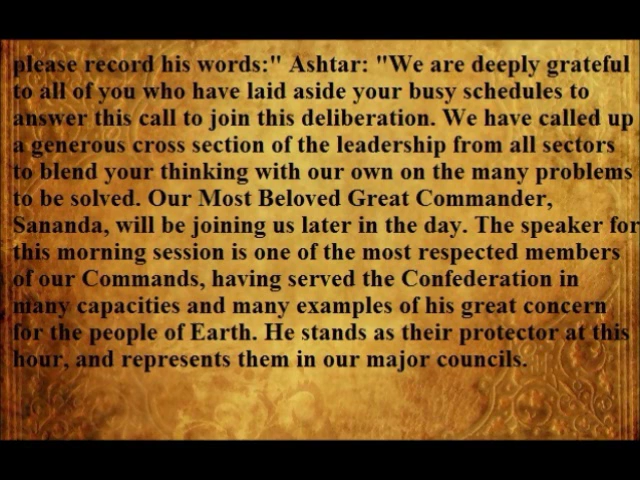 please record his words:" Ashtar: "We are deeply grateful
to all of you who have laid aside your busy schedules to
answer this call to join this deliberation. We have called up
a generous cross section of the leadership from all sectors
to blend your thinking with our own on the many problems
to be solved. Our Most Beloved Great Commander,
Sananda, will be joining us later in the day. The speaker for
this morning session is one of the most respected members
of our Commands, having served the Confederation in
many capacities and many examples of his great concern
for the people of Earth. He stands as their protector at this
hour, and represents them in our major councils.